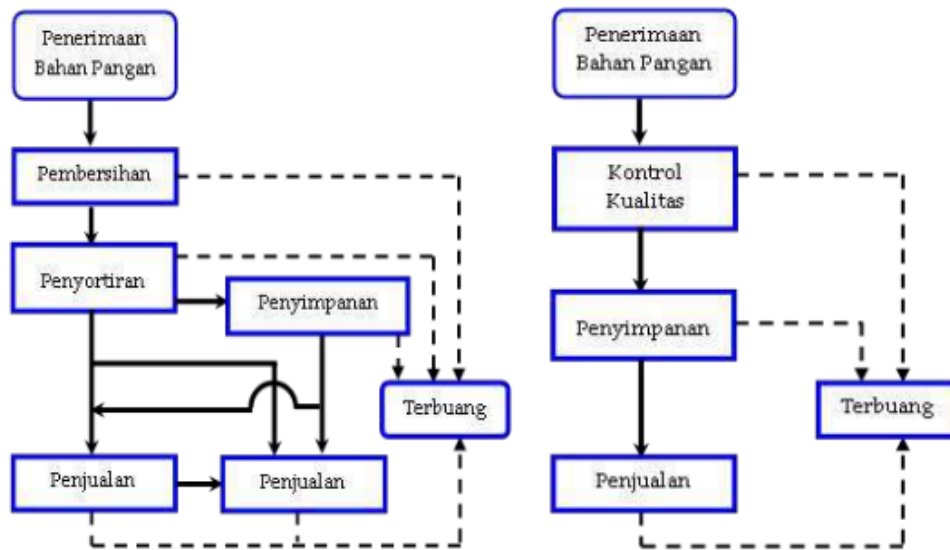 Penerimaan
Bahan Pangan
Pembersihan
Penyortiran
Penyimpanan
Terbuang
Penjualan
Penjualan
Penerimaan
Bahan Pangan
Kontrol
Kualitas
Penyimpanan
Terbuang
Penjualan